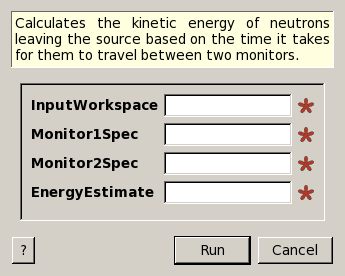 Calculates the kinetic energy of neutrons
leaving the source based on the time it takes
for them to travel between two monitors.
InputWorkspace
Monitor1Spec
Monitor2Spec
EnergyEstimate
? Run Cancel